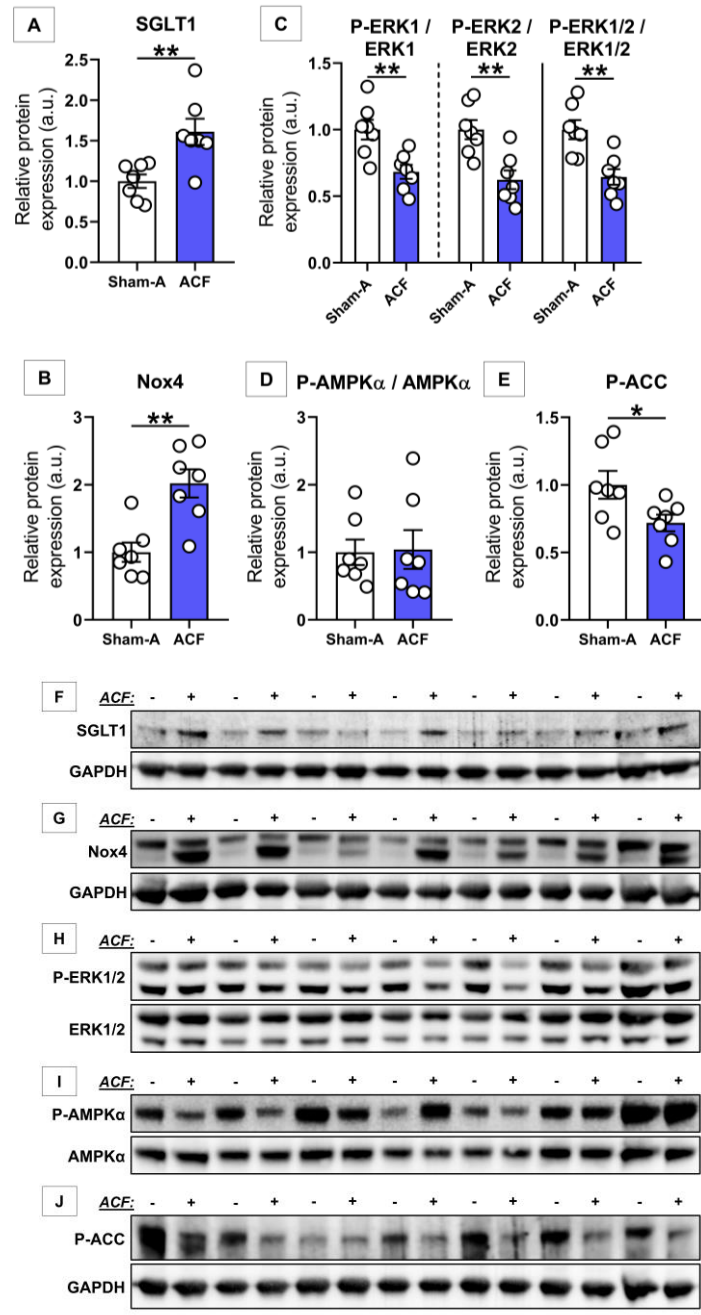 A
SGLT1
**
Relative protein
expression (a.u.)
2.5
2.0
1.5
1.0
0.5
0.0
Sham-A
ACF
C
P-ERK1 /
ERK1
P-ERK2 /
ERK2
P-ERK1/2 /
ERK1/2
**
**
**
Relative protein
expression (a.u.)
1.5
1.0
0.5
0.0
Sham-A
ACF
Sham-A
ACF
Sham-A
ACF
B
Nox4
**
Relative protein
expression (a.u.)
3
2
1
0
Sham-A
ACF
D
P-AMPKα / AMPKα
Relative protein
expression (a.u.)
3
2
1
0
Sham-A
ACF
E
P-ACC
*
Relative protein
expression (a.u.)
1.5
1.0
0.5
0.0
Sham-A
ACF
F
ACF: - + - + - + - + - + - + - +
SGLT1
GAPDH
G
ACF: - + - + - + - + - + - + - +
Nox4
GAPDH
H
ACF: - + - + - + - + - + - + - +
P-ERK1/2
ERK1/2
I
ACF: - + - + - + - + - + - + - +
P-AMPKα
AMPKα
J
ACF: - + - + - + - + - + - + - +
P-ACC
GAPDH